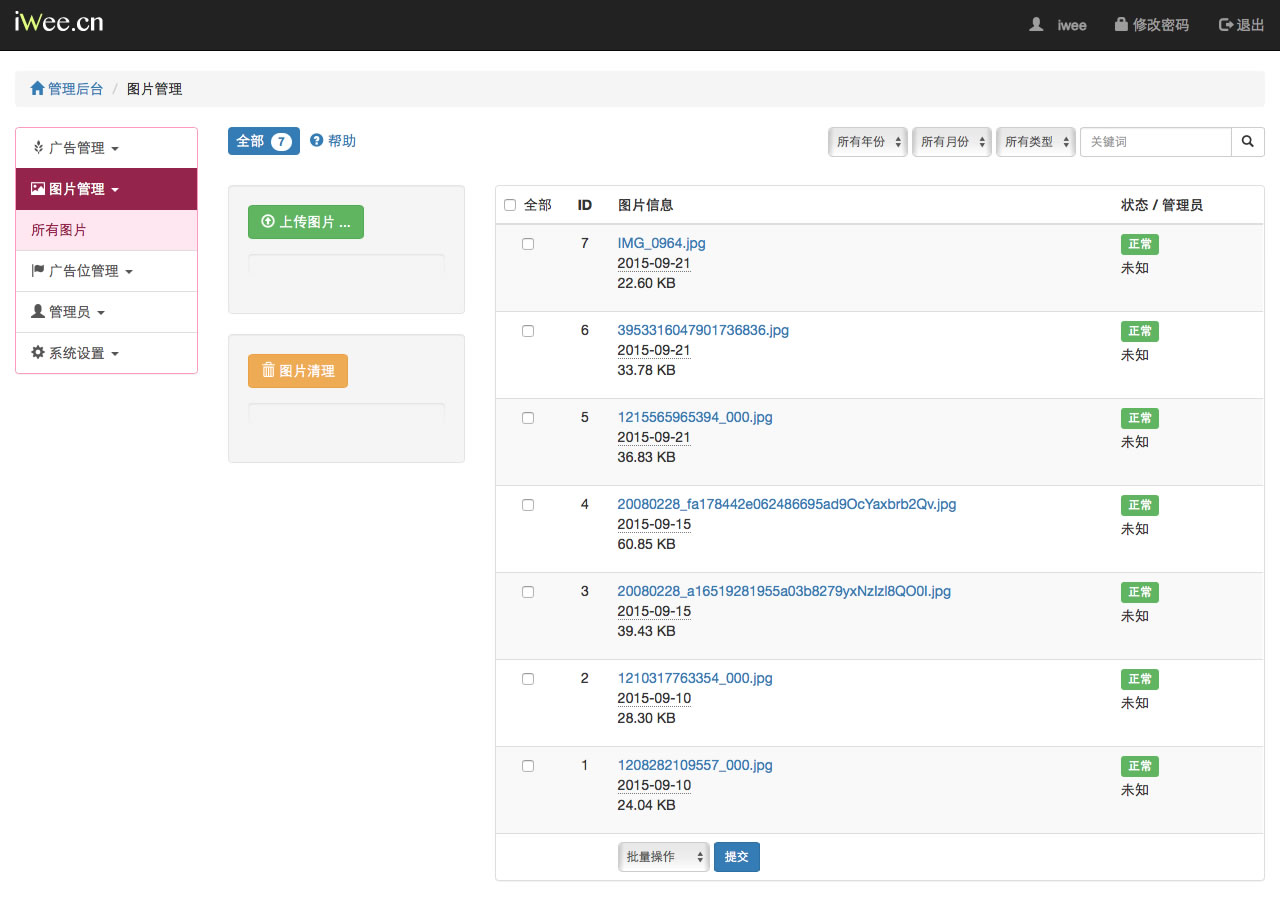 iWee.cn
iwee 修改密码 退出
管理后台 / 图片管理
广告管理
图片管理
所有图片
广告位管理
管理员
系统设置
全部 7 帮助
所有年份 所有月份 所有类型 关键词
上传图片 ...
图片清理
全部 ID 图片信息 状态 / 管理员
7 IMG_0964.jpg 正常
2015-09-21 未知
22.60 KB
6 3953316047901736836.jpg 正常
2015-09-21 未知
33.78 KB
5 1215565965394_000.jpg 正常
2015-09-21 未知
36.83 KB
4 20080228_fa178442e062486695ad9OcYaxbrb2Qv.jpg 正常
2015-09-15 未知
60.85 KB
3 20080228_a16519281955a03b8279yxNzIzl8QO0I.jpg 正常
2015-09-15 未知
39.43 KB
2 1210317763354_000.jpg 正常
2015-09-10 未知
28.30 KB
1 1208282109557_000.jpg 正常
2015-09-10 未知
24.04 KB
批量操作 提交